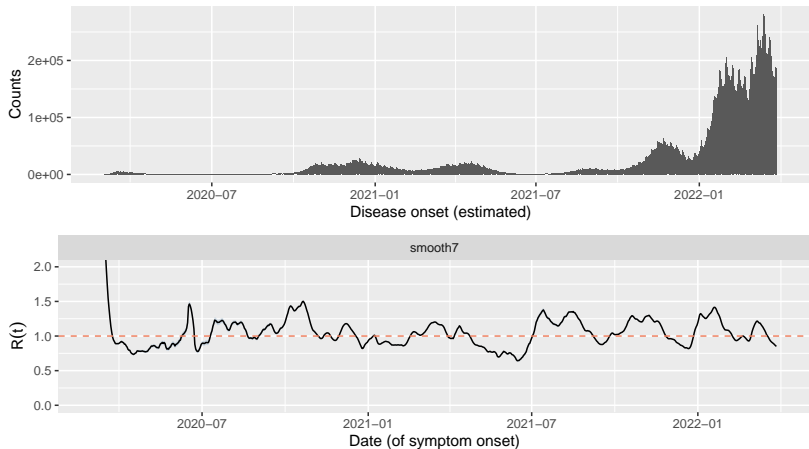 Counts
2e+05
1e+05
0e+00
2020−07
2021−01
2021−07
2022−01
Disease onset (estimated)
smooth7
R(t)
2.0
1.5
1.0
0.5
0.0
2020−07
2021−01
2021−07
2022−01
Date (of symptom onset)